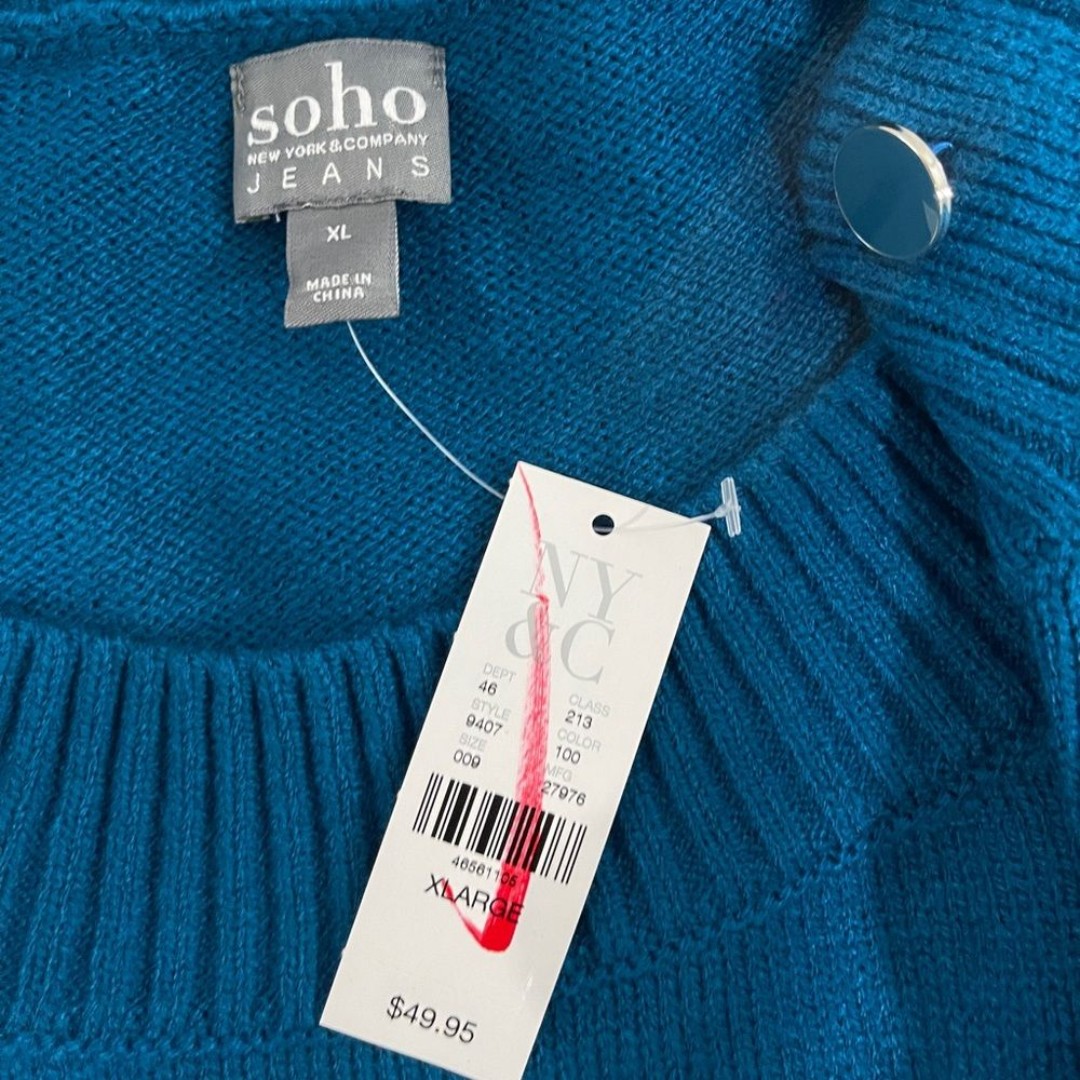 soho
NEW YORK & COMPANY
JEANS
XL
MADE IN
CHINA
NY
&C
DEPT
46
CLASS
213
STYLE
9407
COLOR
100
SIZE
009
MFG
27976
46561105
XLARGE
$49.95